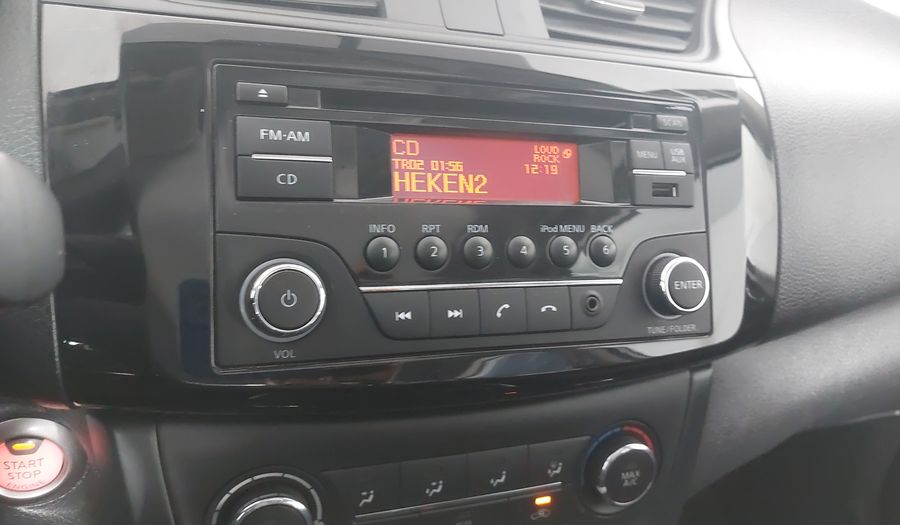 SCAN
FM-AM
CD
CD
TR02 01:56
HEKEN2
LOUD
ROCK
12:19
MENU
USB
AUX
INFO RPT RDM iPod MENU BACK
1 2 3 4 5 6
VOL
ENTER
TUNE/FOLDER
START
STOP
ENGINE
MAX
A/C